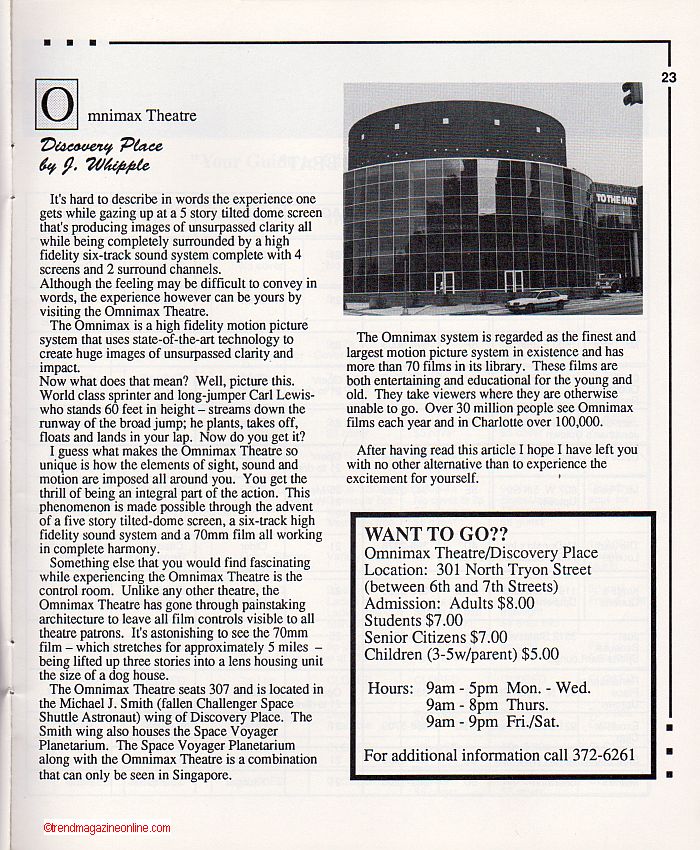 23
Omnimax Theatre
Discovery Place
by J. Whipple
It's hard to describe in words the experience one
gets while gazing up at a 5 story tilted dome screen
that's producing images of unsurpassed clarity all
while being completely surrounded by a high
fidelity six-track sound system complete with 4
screens and 2 surround channels.
Although the feeling may be difficult to convey in
words, the experience however can be yours by
visiting the Omnimax Theatre.
The Omnimax is a high fidelity motion picture
system that uses state-of-the-art technology to
create huge images of unsurpassed clarity and
impact.
Now what does that mean? Well, picture this.
World class sprinter and long-jumper Carl Lewis-
who stands 60 feet in height – streams down the
runway of the broad jump; he plants, takes off,
floats and lands in your lap. Now do you get it?
I guess what makes the Omnimax Theatre so
unique is how the elements of sight, sound and
motion are imposed all around you. You get the
thrill of being an integral part of the action. This
phenomenon is made possible through the advent
of a five story tilted-dome screen, a six-track high
fidelity sound system and a 70mm film all working
in complete harmony.
Something else that you would find fascinating
while experiencing the Omnimax Theatre is the
control room. Unlike any other theatre, the
Omnimax Theatre has gone through painstaking
architecture to leave all film controls visible to all
theatre patrons. It's astonishing to see the 70mm
film – which stretches for approximately 5 miles –
being lifted up three stories into a lens housing unit
the size of a dog house.
The Omnimax Theatre seats 307 and is located in
the Michael J. Smith (fallen Challenger Space
Shuttle Astronaut) wing of Discovery Place. The
Smith wing also houses the Space Voyager
Planetarium. The Space Voyager Planetarium
along with the Omnimax Theatre is a combination
that can only be seen in Singapore.
TO THE MAX
The Omnimax system is regarded as the finest and
largest motion picture system in existence and has
more than 70 films in its library. These films are
both entertaining and educational for the young and
old. They take viewers where they are otherwise
unable to go. Over 30 million people see Omnimax
films each year and in Charlotte over 100,000.
After having read this article I hope I have left you
with no other alternative than to experience the
excitement for yourself.
WANT TO GO??
Omnimax Theatre/Discovery Place
Location: 301 North Tryon Street
(between 6th and 7th Streets)
Admission: Adults $8.00
Students $7.00
Senior Citizens $7.00
Children (3-5w/parent) $5.00
Hours: 9am - 5pm Mon. - Wed.
9am - 8pm Thurs.
9am - 9pm Fri./Sat.
For additional information call 372-6261
©trendmagazineonline.com